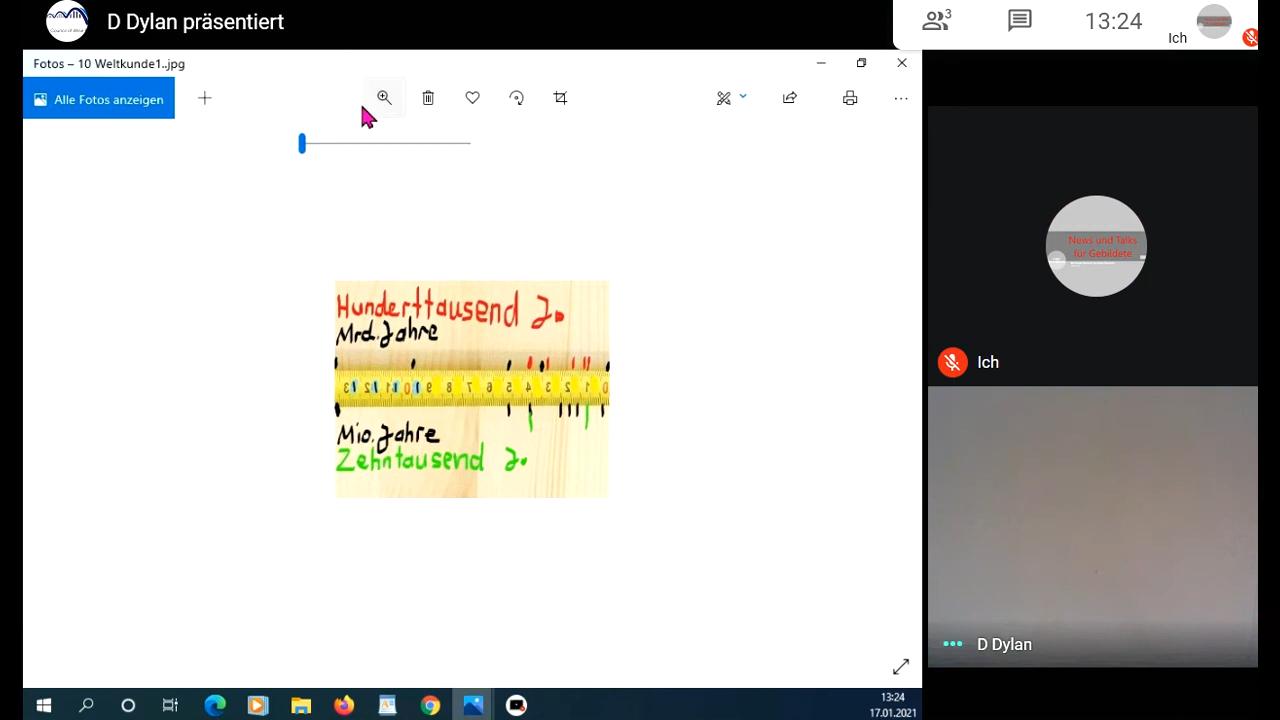 D Dylan präsentiert
3
13:24
Ich
Fotos – 10 Weltkunde1..jpg
Alle Fotos anzeigen
Hunderttausend J.
Mrd. Jahre
Mio. Jahre
Zehntausend J.
News und Talks
für Gebildete
Ich
D Dylan
13:24
17.01.2021